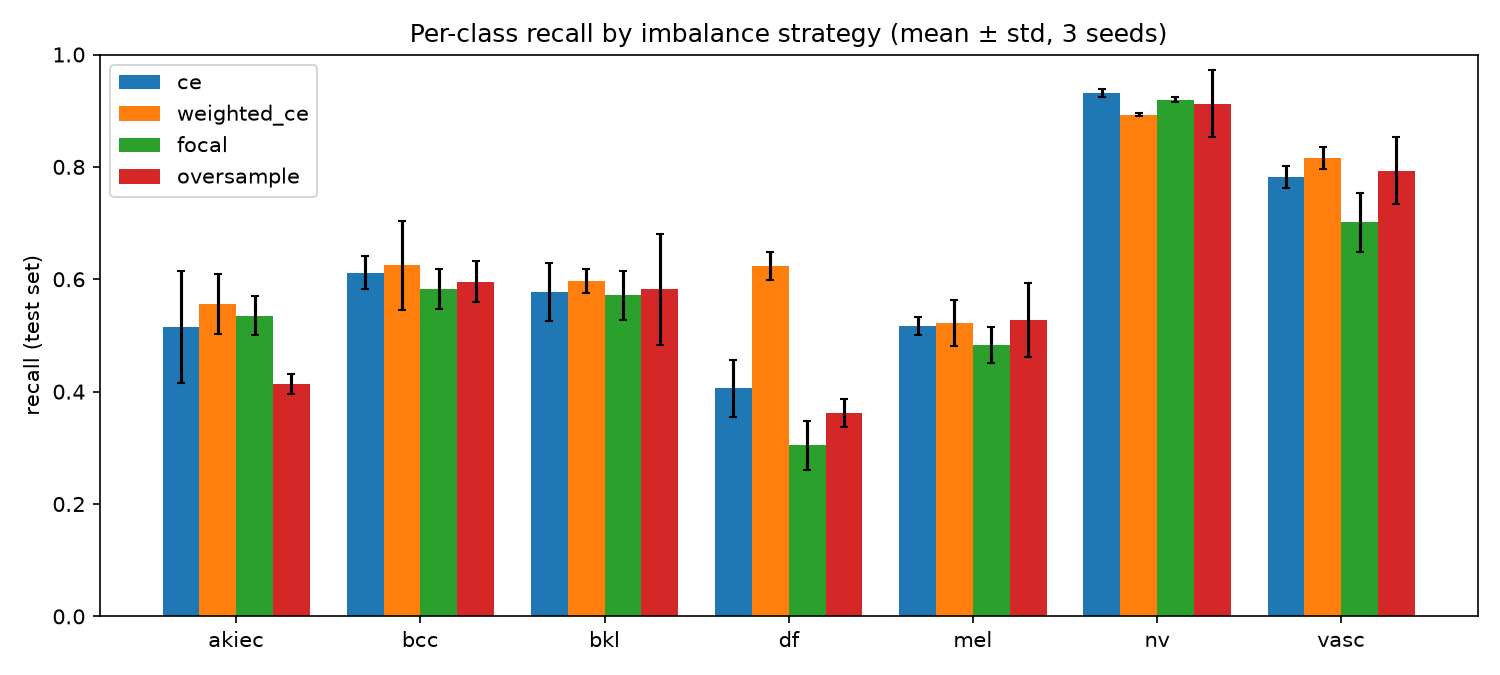 Per-class recall by imbalance strategy (mean ± std, 3 seeds)
ce
weighted_ce
focal
oversample
recall (test set)
1.0
0.8
0.6
0.4
0.2
0.0
akiec bcc bkl df mel nv vasc